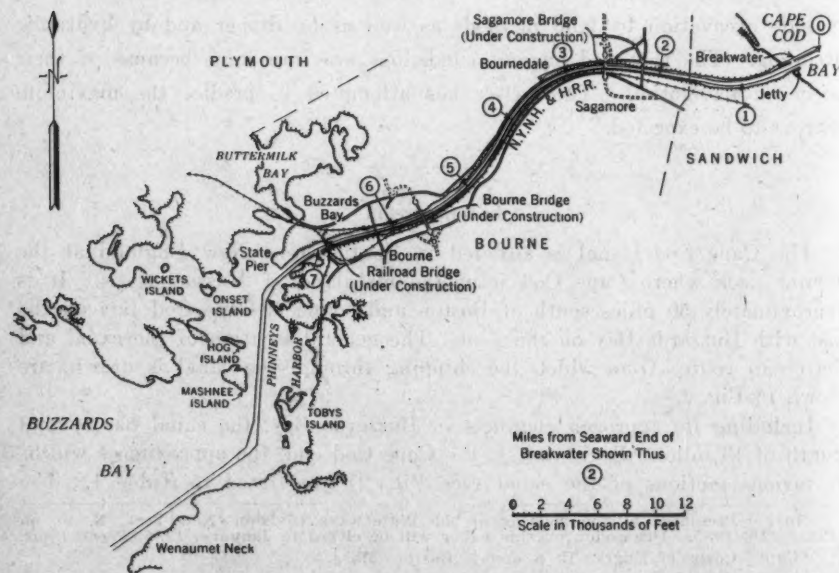 Sagamore Bridge
(Under Construction)
CAPE
COD
0
PLYMOUTH
Bournedale
3
2
Breakwater
BAY
Jetty
4
N.Y.N.H. & H.R.R.
Sagamore
1
SANDWICH
BUTTERMILK
BAY
5
6
Buzzards
Bay
Bourne Bridge
(Under Construction)
State
Pier
Bourne
BOURNE
7
Railroad Bridge
(Under Construction)
WICKETS
ISLAND
ONSET
ISLAND
HOG
ISLAND
PHINNEYS
HARBOR
MASHNEE
ISLAND
TOBYS
ISLAND
BUZZARDS
BAY
Miles from Seaward End of
Breakwater Shown Thus
2
0 2 4 6 8 10 12
Scale in Thousands of Feet
Wenaumet Neck